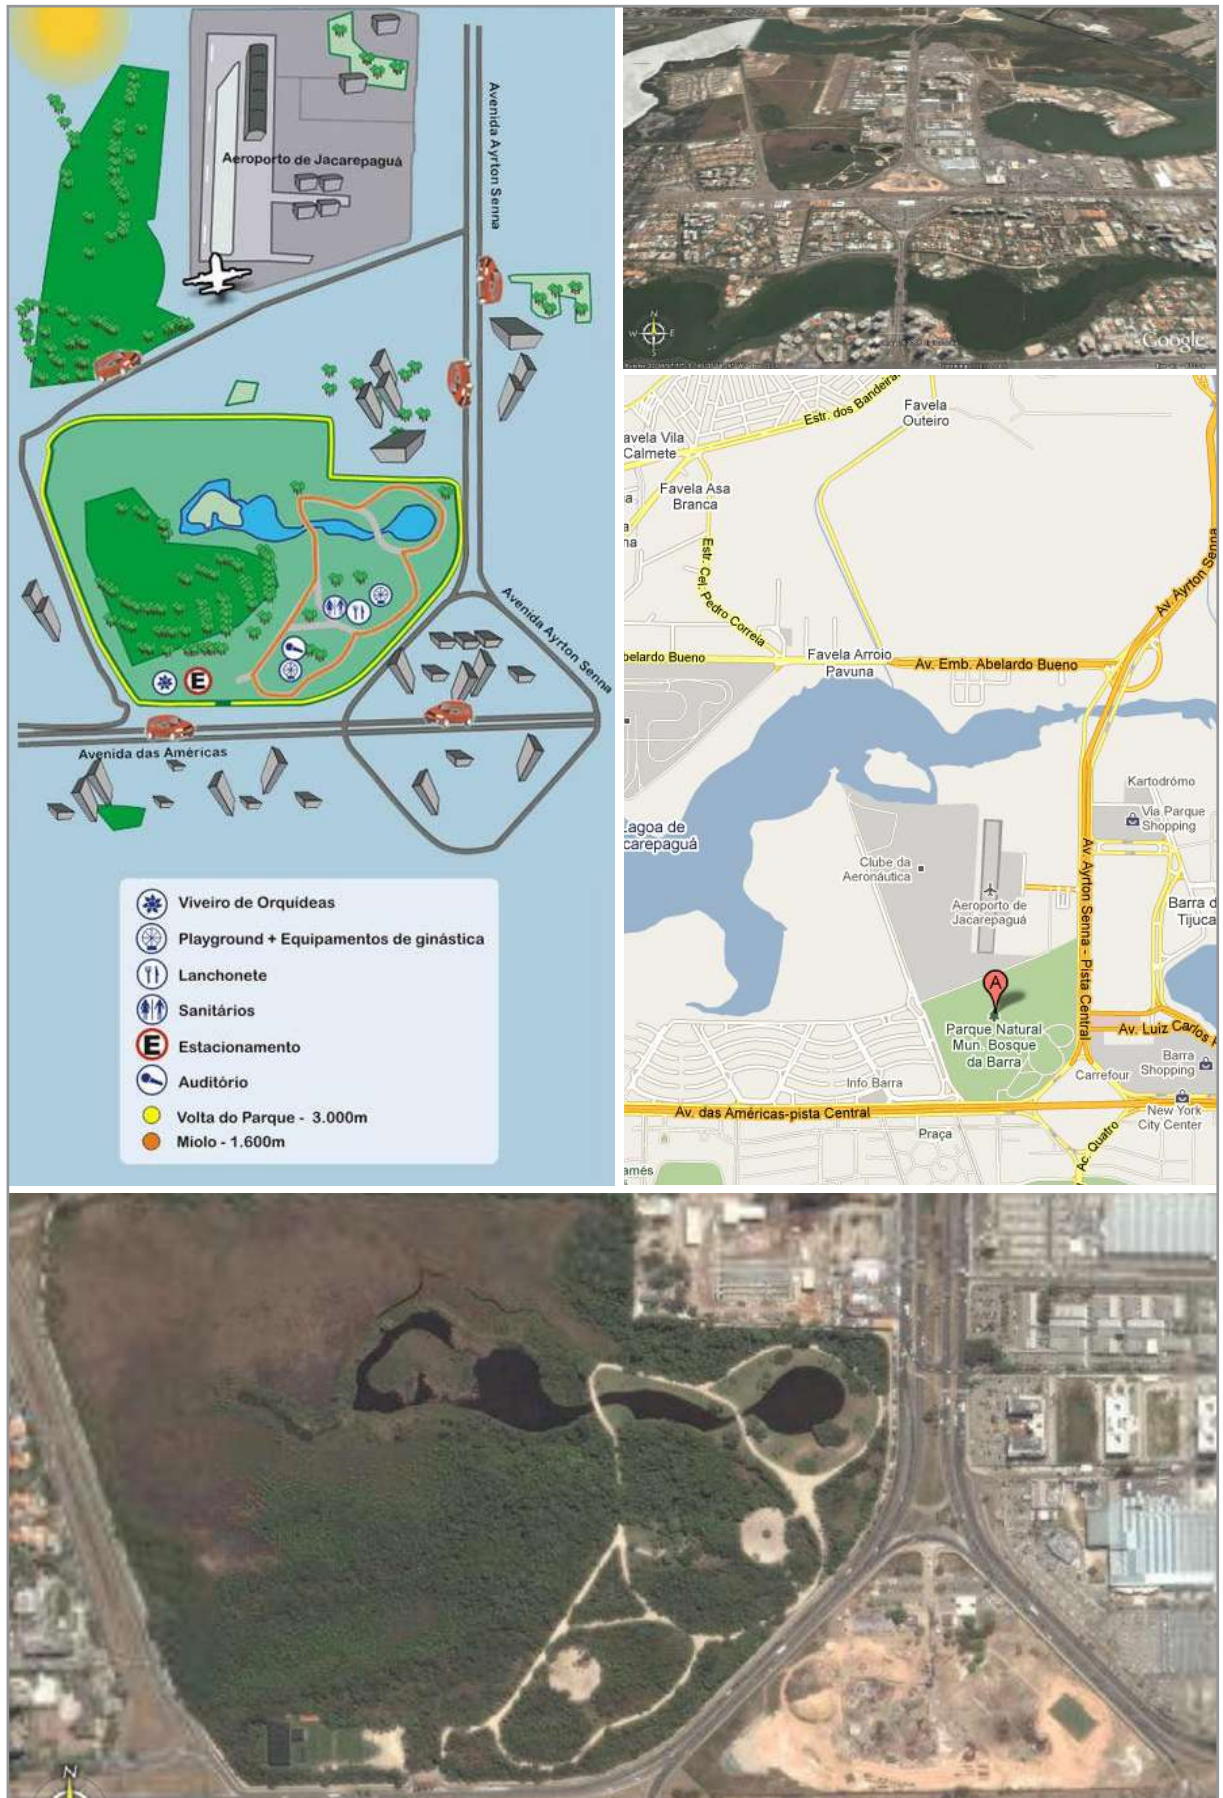 Aeroporto de Jacarepaguá
Avenida Ayrton Senna
Avenida Ayrton Senna
Avenida das Américas
E
Viveiro de Orquídeas
Playground + Equipamentos de ginástica
Lanchonete
Sanitários
E Estacionamento
Auditório
Volta do Parque - 3.000m
Miolo - 1.600m
N
W E
S
Google
Estr. dos Bandeira
Favela
Outeiro
avela Vila
Calmete
Favela Asa
Branca
a
a
na
Estr. Cel. Pedro Correia
Av. Ayrton Senna
belardo Bueno
Favela Arroio
Pavuna
Av. Emb. Abelardo Bueno
Kartodrómo
Via Parque
Shopping
Lagoa de
carepaguá
Clube da
Aeronáutica
Aeroporto de
Jacarepaguá
Av. Ayrton Senna - Pista Central
Barra d
Tijuca
A
Parque Natural
Mun. Bosque
da Barra
Av. Luiz Carlos
Barra
Shopping
Carrefour
Info Barra
Av. das Américas-pista Central
New York
City Center
Praça
Ac. Quatro
amés
N